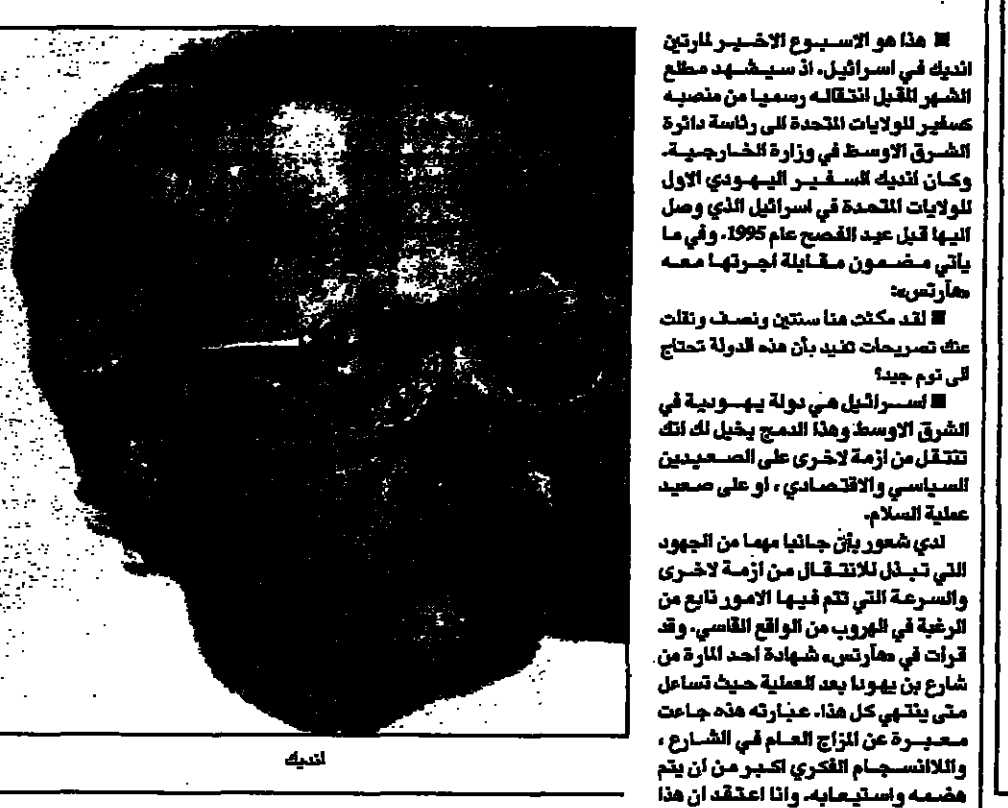 ■ هذا هو الاسبوع الاخير لمارتين
انديك في اسرائيل. اذ سيشهد مطلع
الشهر المقبل انتقاله رسميا من منصبه
كسفير للولايات المتحدة الى رئاسة دائرة
الشرق الاوسط في وزارة الخارجية.
وكان انديك السفير اليهودي الاول
للولايات المتحدة في اسرائيل الذي وصل
اليها قبل عيد الفصح عام 1995. وفي ما
يأتي مضمون مقابلة اجرتها معه
«هآرتس»:
■ لقد مكثت هنا سنتين ونصف ونقلت
عنك تصريحات تفيد بأن هذه الدولة تحتاج
الى نوم جيد؟
■ اسرائيل هي دولة يهودية في
الشرق الاوسط وهذا الدمج يخيل لك انك
تنتقل من ازمة لاخرى على الصعيدين
السياسي والاقتصادي ، او على صعيد
عملية السلام.
لدي شعور بأن جانبا مهما من الجهود
التي تبذل للانتقال من ازمة لاخرى
والسرعة التي تتم فيها الامور نابع من
الرغبة في الهروب من الواقع القاسي. وقد
قرأت في «هآرتس» شهادة احد المارة من
شارع بن يهودا بعد العملية حيث تساءل
متى ينتهي كل هذا. عبارته هذه جاءت
معبرة عن المزاج العام في الشارع ،
واللاانسجام الفكري اكبر من ان يتم
هضمه واستيعابه. وانا اعتقد ان هذا
انديك